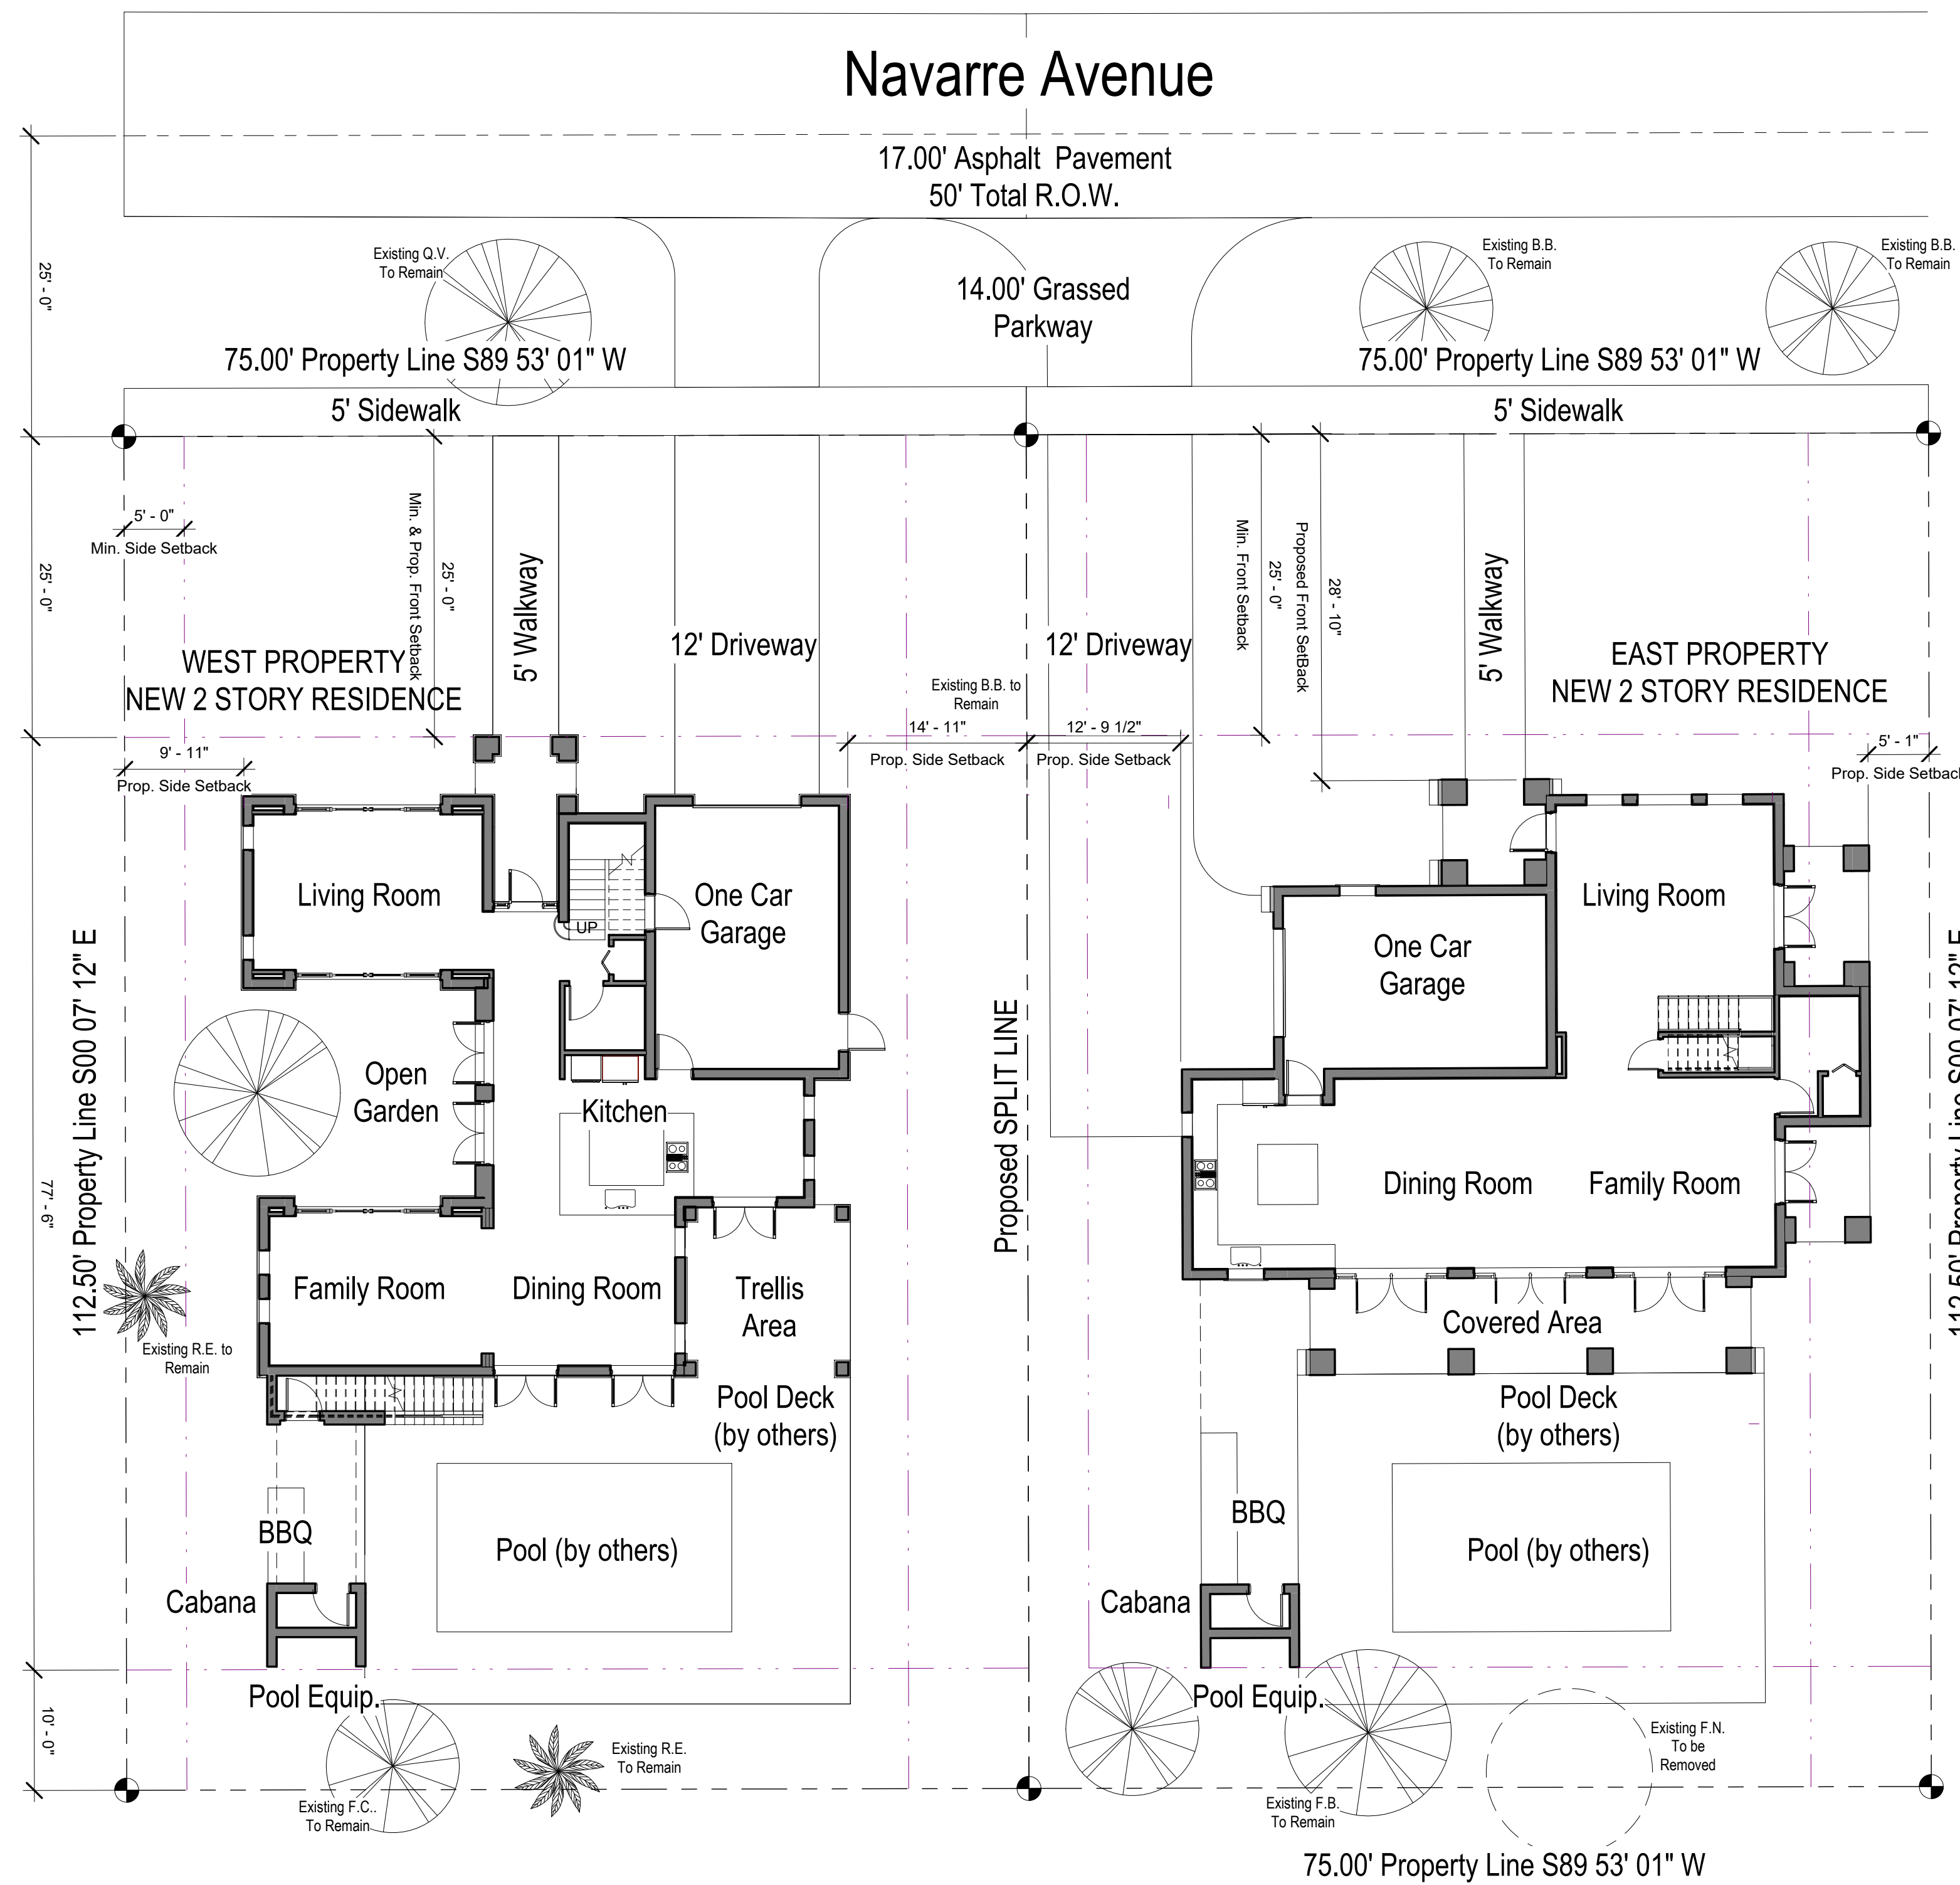 Navarre Avenue
17.00' Asphalt Pavement
50' Total R.O.W.
Existing Q.V.
To Remain
Existing B.B.
To Remain
Existing B.B.
To Remain
25' - 0"
14.00' Grassed
Parkway
75.00' Property Line S89 53' 01" W
75.00' Property Line S89 53' 01" W
5' Sidewalk
5' Sidewalk
5' - 0"
Min. Side Setback
25' - 0"
Min. & Prop. Front Setback
25' - 0"
5' Walkway
12' Driveway
12' Driveway
Min. Front Setback
25' - 0"
Proposed Front SetBack
28' - 10"
5' Walkway
WEST PROPERTY
NEW 2 STORY RESIDENCE
EAST PROPERTY
NEW 2 STORY RESIDENCE
Existing B.B. to
Remain
9' - 11"
Prop. Side Setback
14' - 11"
Prop. Side Setback
12' - 9 1/2"
Prop. Side Setback
5' - 1"
Prop. Side Setback
Living Room
UP
One Car
Garage
Living Room
One Car
Garage
112.50' Property Line S00 07' 12" E
Open
Garden
Kitchen
Proposed SPLIT LINE
112.50' Property Line S00 07' 12" E
77' - 6"
Dining Room
Family Room
Family Room
Dining Room
Trellis
Area
Covered Area
Existing R.E. to
Remain
Pool Deck
(by others)
Pool Deck
(by others)
BBQ
Pool (by others)
BBQ
Pool (by others)
Cabana
Cabana
Pool Equip.
Pool Equip.
10' - 0"
Existing R.E.
To Remain
Existing F.N.
To be
Removed
Existing F.C..
To Remain
Existing F.B.
To Remain
75.00' Property Line S89 53' 01" W